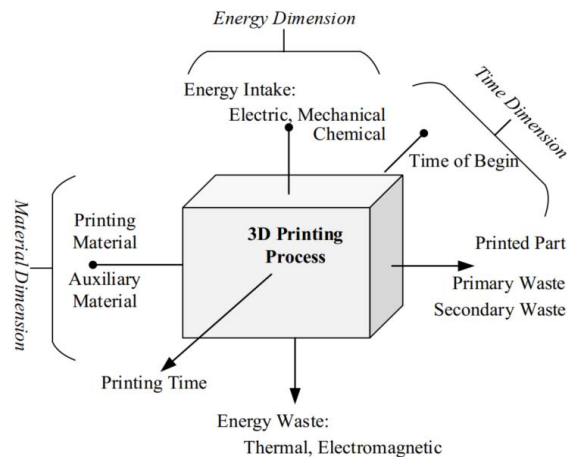 Energy Dimension
Energy Intake:
Electric, Mechanical
Chemical
Time Dimension
Time of Begin
Material Dimension
Printing
Material
Auxiliary
Material
3D Printing
Process
Printed Part
Primary Waste
Secondary Waste
Printing Time
Energy Waste:
Thermal, Electromagnetic